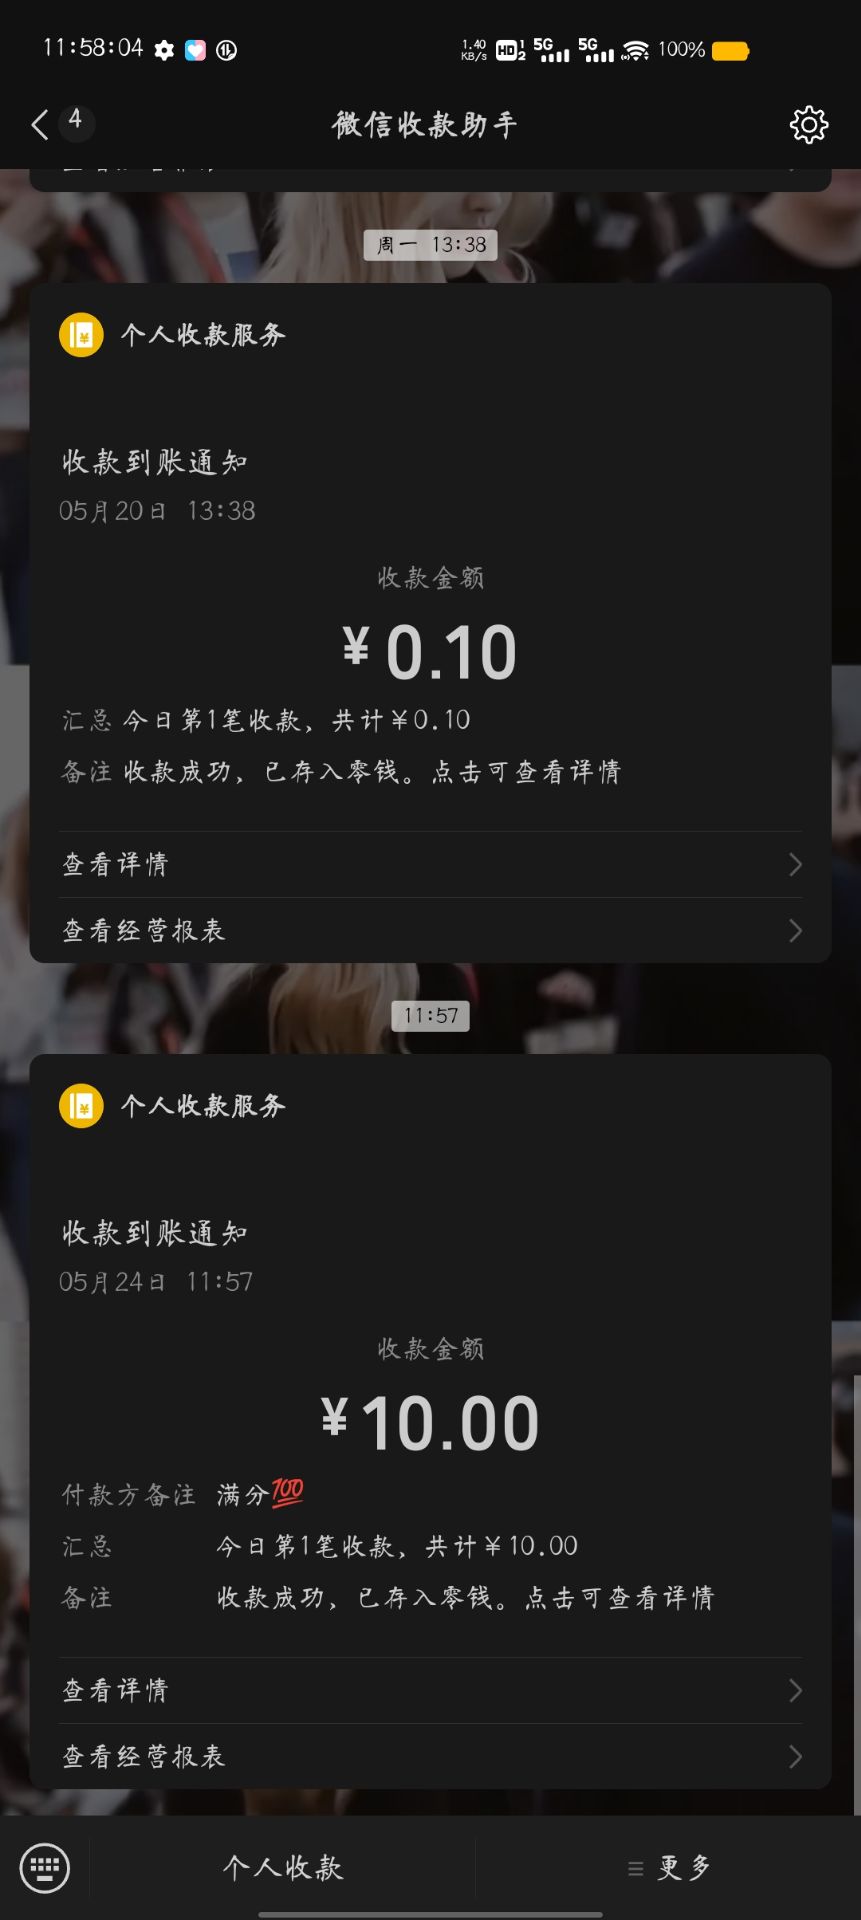 11:58:04
1.40 KB/s HD 1 2 5G 5G 100%
4
微信收款助手
周一 13:38
个人收款服务
收款到账通知
05月20日 13:38
收款金额
¥0.10
汇总 今日第1笔收款，共计¥0.10
备注 收款成功，已存入零钱。点击可查看详情
查看详情
查看经营报表
11:57
个人收款服务
收款到账通知
05月24日 11:57
收款金额
¥10.00
付款方备注 满分💯
汇总 今日第1笔收款，共计¥10.00
备注 收款成功，已存入零钱。点击可查看详情
查看详情
查看经营报表
个人收款
更多